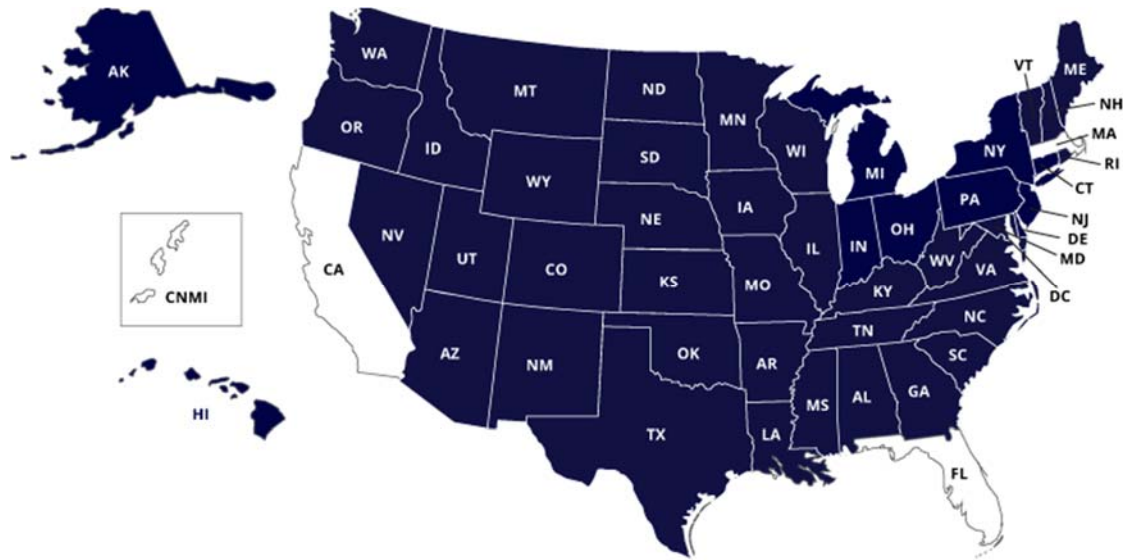 AK
WA
MT
ND
MN
VT
ME
NH
MA
RI
CT
NY
OR
ID
SD
WI
MI
WY
PA
NJ
DE
MD
DC
IA
NE
OH
IN
IL
NV
UT
CO
CA
CNMI
KS
MO
WV
VA
KY
NC
TN
SC
AZ
NM
OK
AR
HI
MS
AL
GA
TX
LA
FL